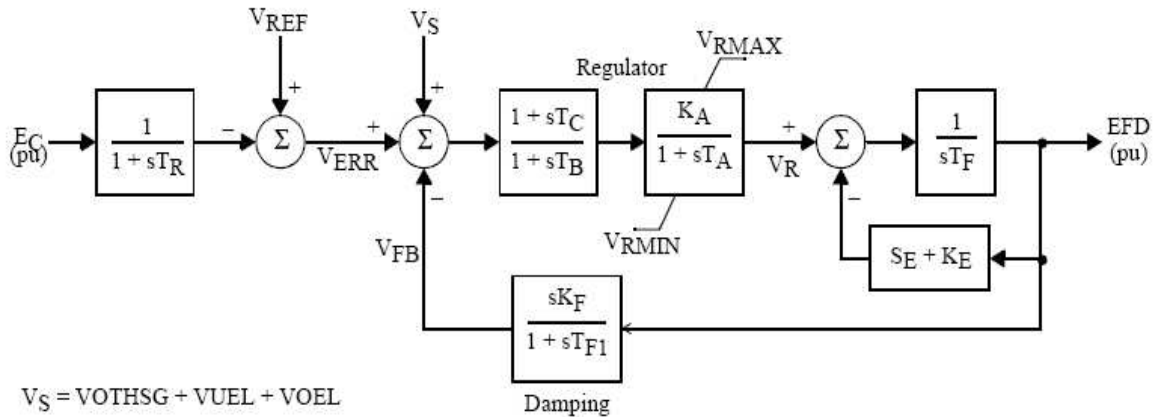 VREF
VS
VRMAX
Regulator
EC
(pu)
1
1 + sTR
−
+
Σ
VERR
+
+
−
Σ
1 + sTC
1 + sTB
KA
1 + sTA
VRMIN
+
VR
−
Σ
1
sTF
EFD
(pu)
SE + KE
VFB
sKF
1 + sTF1
Damping
VS = VOTHSG + VUEL + VOEL